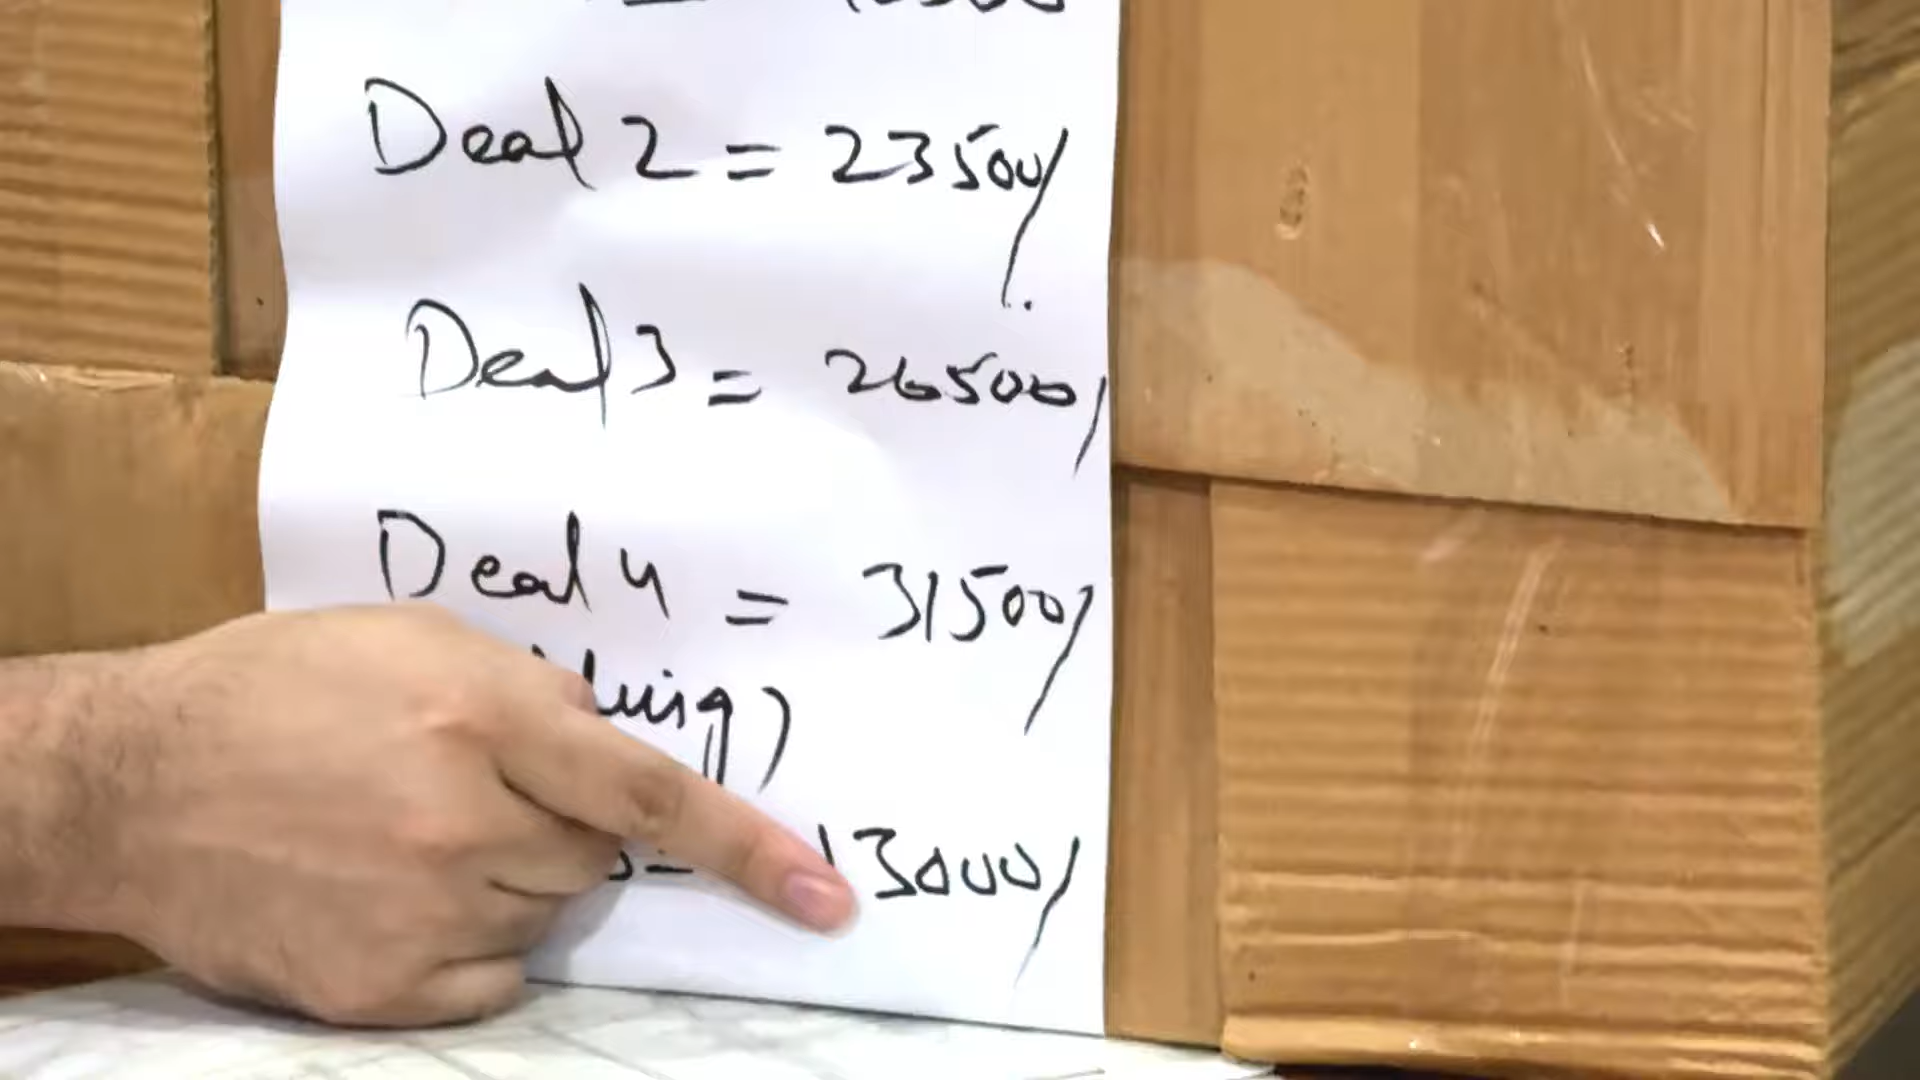 Deal 2 = 23500/
Deal 3 = 26500/
Deal 4 = 31500/
= 13000/